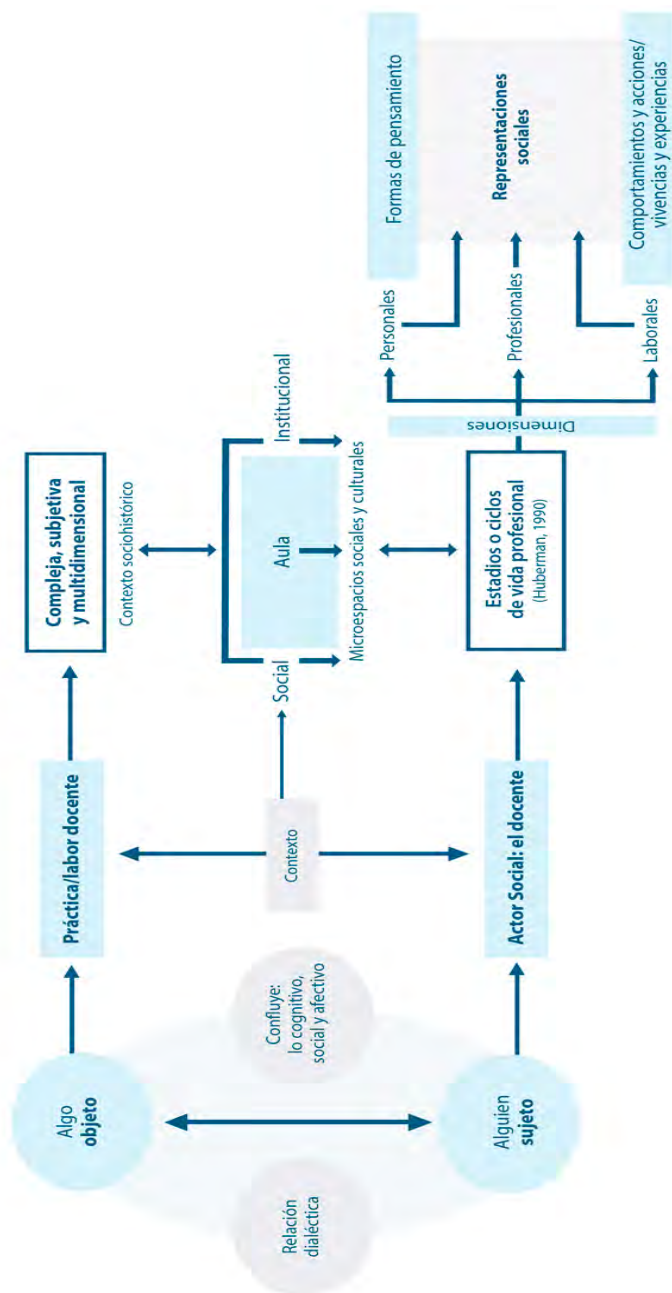 Relación
dialéctica
Algo
objeto
Alguien
sujeto
Confluye:
lo cognitivo,
social y afectivo
Práctica/labor docente
Contexto
Actor Social: el docente
Compleja, subjetiva
y multidimensional
Contexto sociohistórico
Social
Aula
Institucional
Microespacios sociales y culturales
Estadios o ciclos
de vida profesional
(Huberman, 1990)
Dimensiones
Personales
Profesionales
Laborales
Formas de pensamiento
Representaciones
sociales
Comportamientos y acciones/
vivencias y experiencias